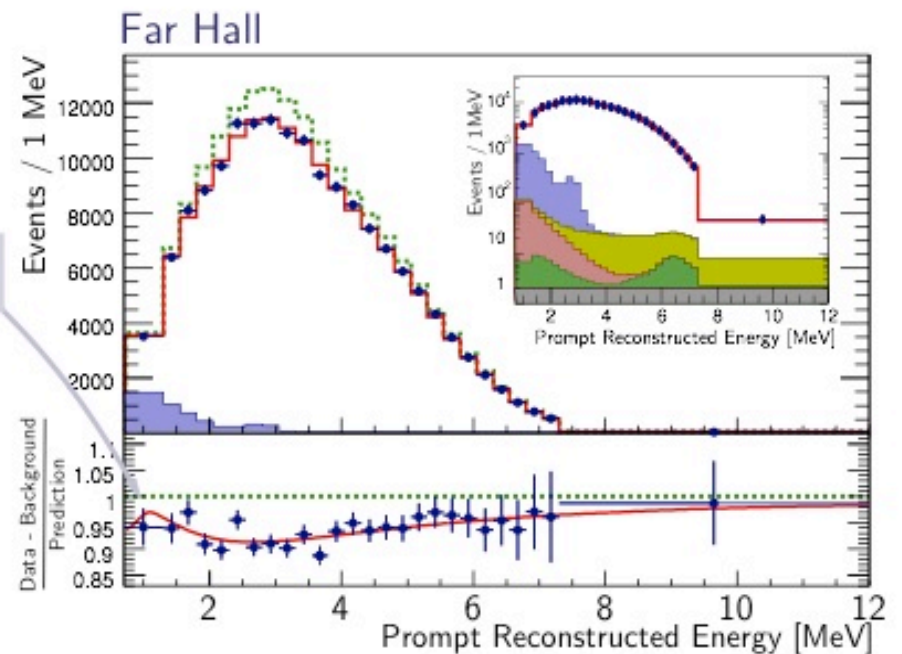 Far Hall
Events / 1 MeV
12000
10000
8000
6000
4000
2000
Events / 1MeV
10⁴
10³
10²
10
1
2 4 6 8 10 12
Prompt Reconstructed Energy [MeV]
Data - Background
Prediction
1.1
1.05
1
0.95
0.9
0.85
2 4 6 8 10 12
Prompt Reconstructed Energy [MeV]